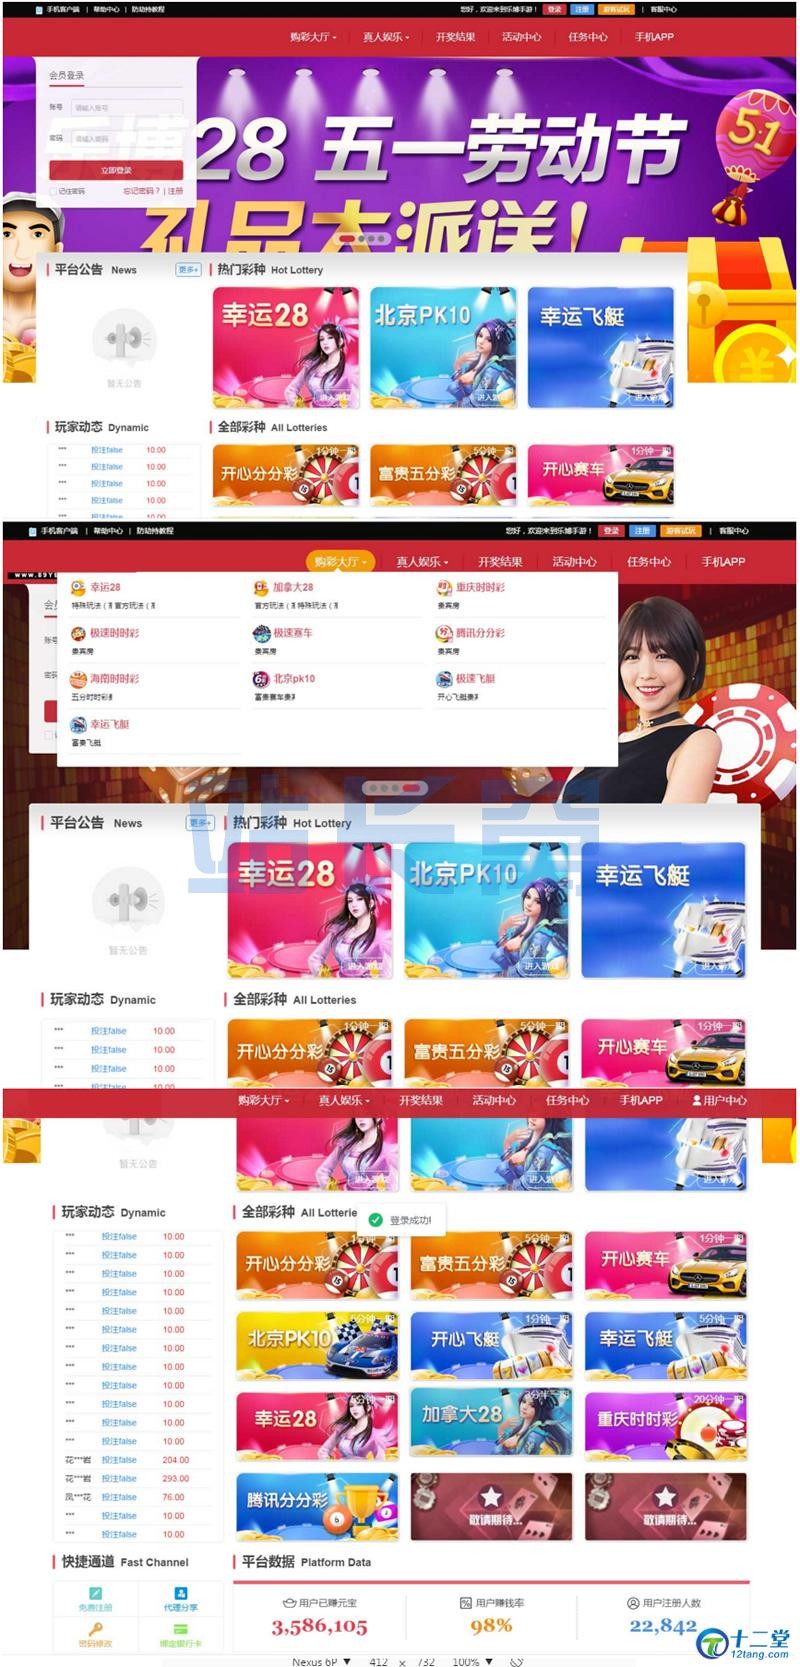 手机客户端 | 帮助中心 | 防劫持教程
您好，欢迎来到乐博手游！ 登录 注册 游客试玩 | 客服中心
购彩大厅 真人娱乐 开奖结果 活动中心 任务中心 手机APP
会员登录
账号 请输入账号
密码 请输入密码
立即登录
记住密码 忘记密码？ | 注册
乐博28 五一劳动节
礼品大派送！
5·1
平台公告 News 更多+
暂无公告
热门彩种 Hot Lottery
幸运28 北京PK10 幸运飞艇
进入游戏 进入游戏 进入游戏
玩家动态 Dynamic
*** 投注false 10.00
*** 投注false 10.00
*** 投注false 10.00
*** 投注false 10.00
*** 投注false 10.00
全部彩种 All Lotteries
1分钟一期 5分钟一期 1分钟一期
开心分分彩 富贵五分彩 开心赛车
手机客户端 | 帮助中心 | 防劫持教程
您好，欢迎来到乐博手游！ 登录 注册 游客试玩 | 客服中心
购彩大厅 真人娱乐 开奖结果 活动中心 任务中心 手机APP
幸运28 加拿大28 重庆时时彩
贵宾房
极速时时彩 极速赛车 腾讯分分彩
贵宾房 贵宾房 贵宾房
海南时时彩 北京pk10 极速飞艇
幸运飞艇
富贵飞艇
平台公告 News 更多+
暂无公告
热门彩种 Hot Lottery
幸运28 北京PK10 幸运飞艇
进入游戏 进入游戏 进入游戏
玩家动态 Dynamic
*** 投注false 10.00
*** 投注false 10.00
*** 投注false 10.00
*** 投注false 10.00
全部彩种 All Lotteries
1分钟一期 5分钟一期 1分钟一期
开心分分彩 富贵五分彩 开心赛车
购彩大厅 真人娱乐 开奖结果 活动中心 任务中心 手机APP 用户中心
暂无公告
进入游戏 进入游戏 进入游戏
玩家动态 Dynamic
*** 投注false 10.00
*** 投注false 10.00
*** 投注false 10.00
*** 投注false 10.00
*** 投注false 10.00
*** 投注false 10.00
*** 投注false 10.00
*** 投注false 10.00
*** 投注false 10.00
*** 投注false 10.00
*** 投注false 10.00
*** 投注false 10.00
花***岩 投注false 204.00
花***岩 投注false 293.00
凤***花 投注false 76.00
*** 投注false 10.00
*** 投注false 10.00
全部彩种 All Lotterie
登录成功!
1分钟一期 5分钟一期 1分钟一期
开心分分彩 富贵五分彩 开心赛车
5分钟一期 1分钟一期 5分钟一期
北京PK10 开心飞艇 幸运飞艇
5分钟一期 3分半一期 20分钟一期
幸运28 加拿大28 重庆时时彩
腾讯分分彩 敬请期待... 敬请期待...
快捷通道 Fast Channel
免费注册 代理分享
密码修改 绑定银行卡
平台数据 Platform Data
用户已赚元宝 用户赚钱率 用户注册人数
3,586,105 98% 22,842
十二堂
12tang.com
Nexus 6P ▼ 412 × 732 100% ▼